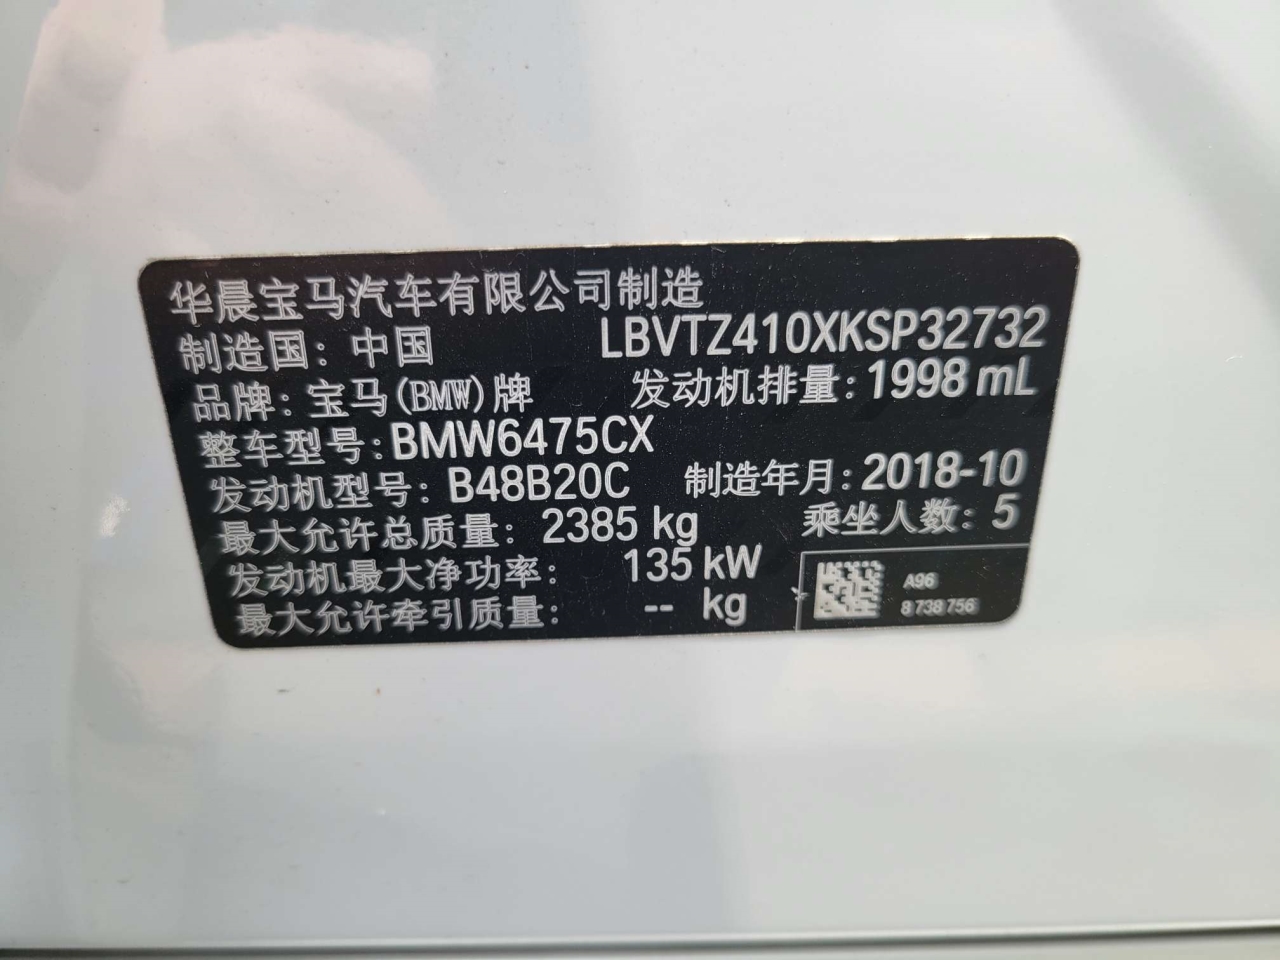 华晨宝马汽车有限公司制造
制造国：中国 LBVTZ410XKSP32732
品牌：宝马(BMW)牌 发动机排量：1998 mL
整车型号：BMW6475CX
发动机型号：B48B20C 制造年月：2018-10
最大允许总质量：2385 kg 乘坐人数：5
发动机最大净功率：135 kW
最大允许牵引质量：-- kg
A96
8 738 756